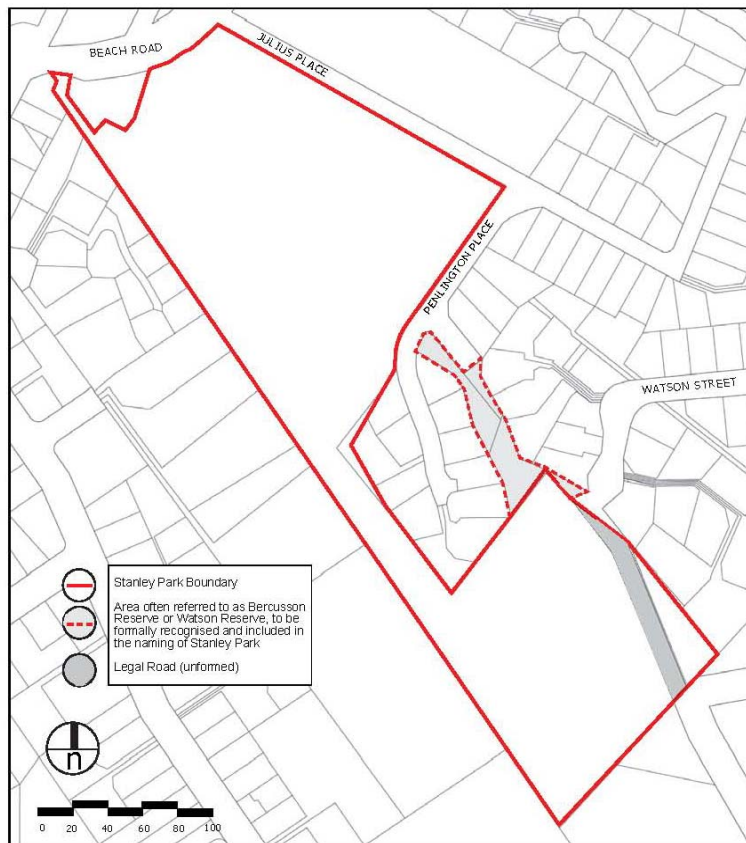 BEACH ROAD
JULIUS PLACE
PENLINGTON PLACE
WATSON STREET
Stanley Park Boundary
Area often referred to as Bercusson
Reserve or Watson Reserve, to be
formally recognised and included in
the naming of Stanley Park
Legal Road (unformed)
n
0 20 40 60 80 100